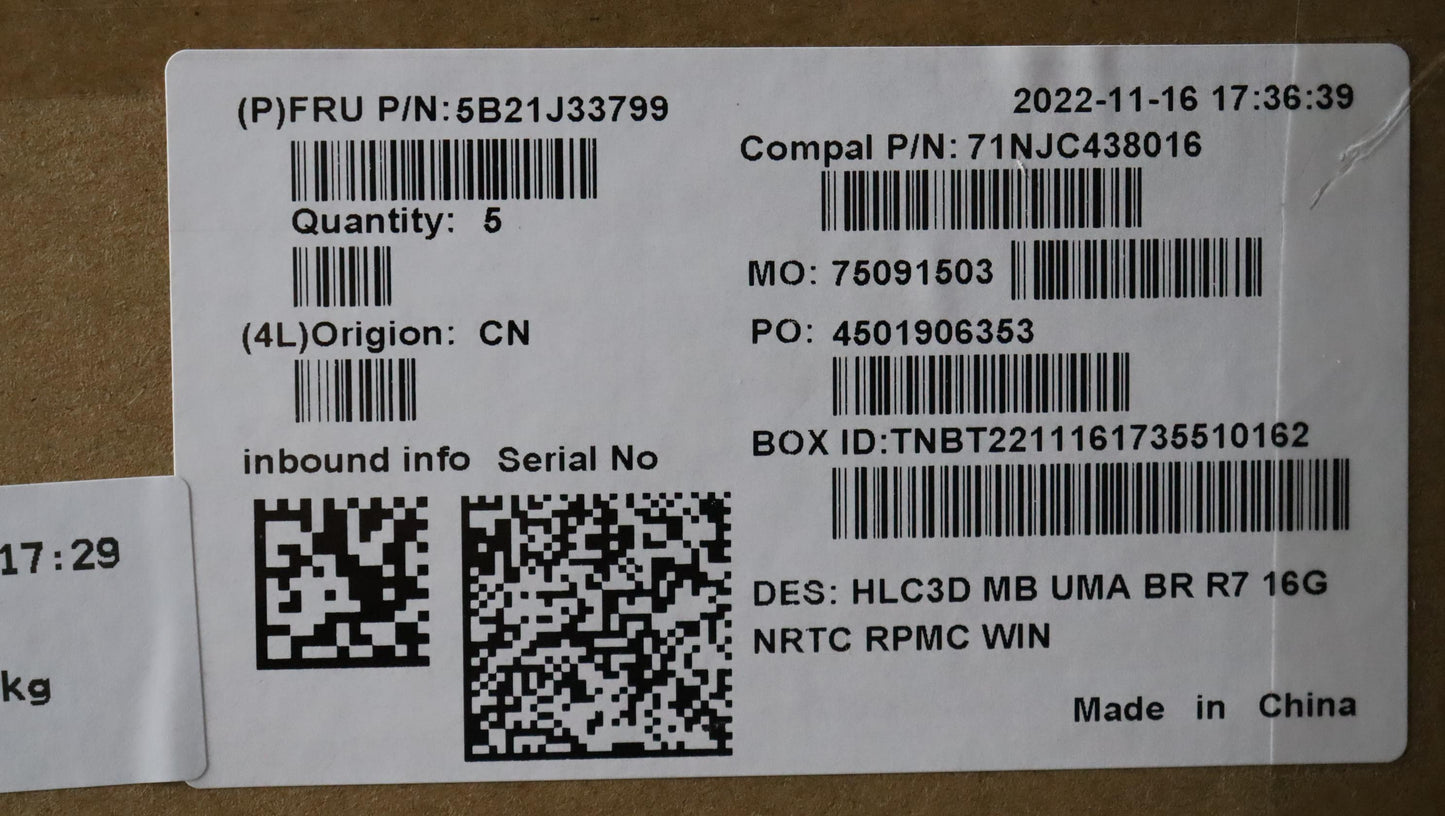 (P)FRU P/N:5B21J33799
Quantity: 5
(4L)Origion: CN
inbound info Serial No
2022-11-16 17:36:39
Compal P/N: 71NJC438016
MO: 75091503
PO: 4501906353
BOX ID:TNBT2211161735510162
DES: HLC3D MB UMA BR R7 16G
NRTC RPMC WIN
Made in China
17:29
kg